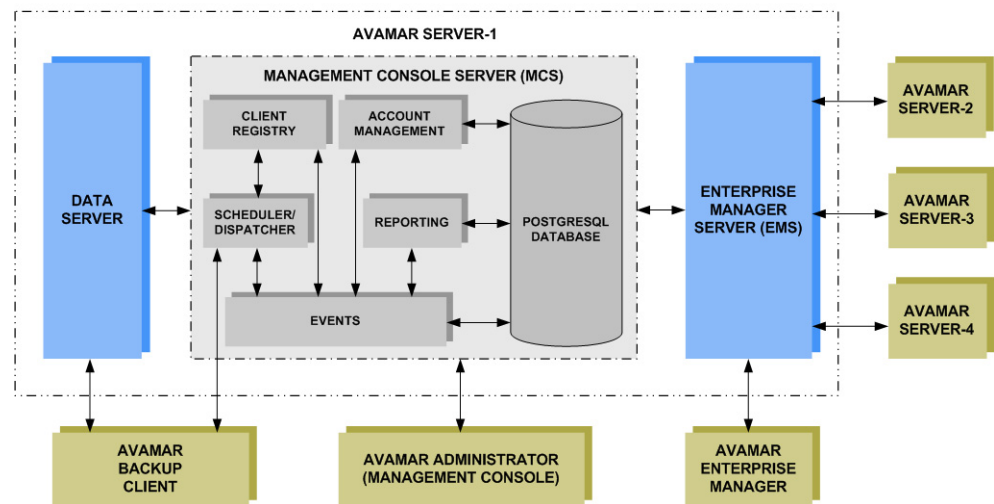 AVAMAR SERVER-1
MANAGEMENT CONSOLE SERVER (MCS)
DATA
SERVER
CLIENT
REGISTRY
ACCOUNT
MANAGEMENT
SCHEDULER/
DISPATCHER
REPORTING
EVENTS
POSTGRESQL
DATABASE
ENTERPRISE
MANAGER
SERVER (EMS)
AVAMAR
SERVER-2
AVAMAR
SERVER-3
AVAMAR
SERVER-4
AVAMAR
BACKUP
CLIENT
AVAMAR ADMINISTRATOR
(MANAGEMENT CONSOLE)
AVAMAR
ENTERPRISE
MANAGER